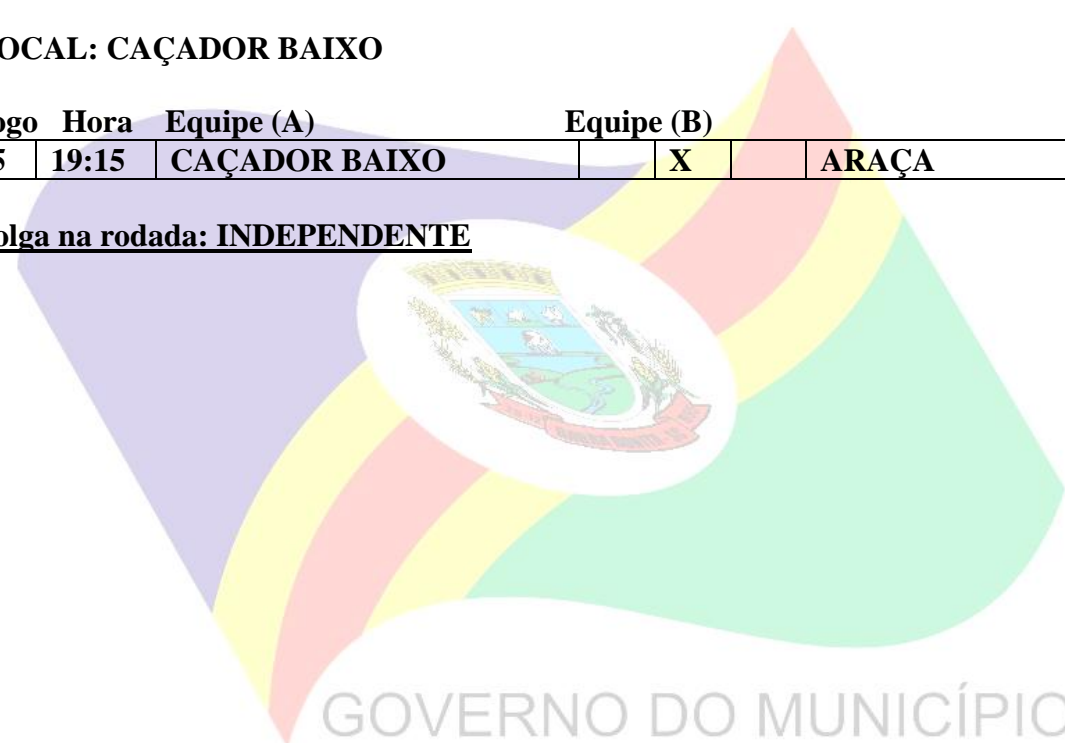 OCAL: CAÇADOR BAIXO
ogo Hora Equipe (A) Equipe (B)
5 19:15 CAÇADOR BAIXO X ARAÇA
olga na rodada: INDEPENDENTE
GOVERNO DO MUNICÍPIO